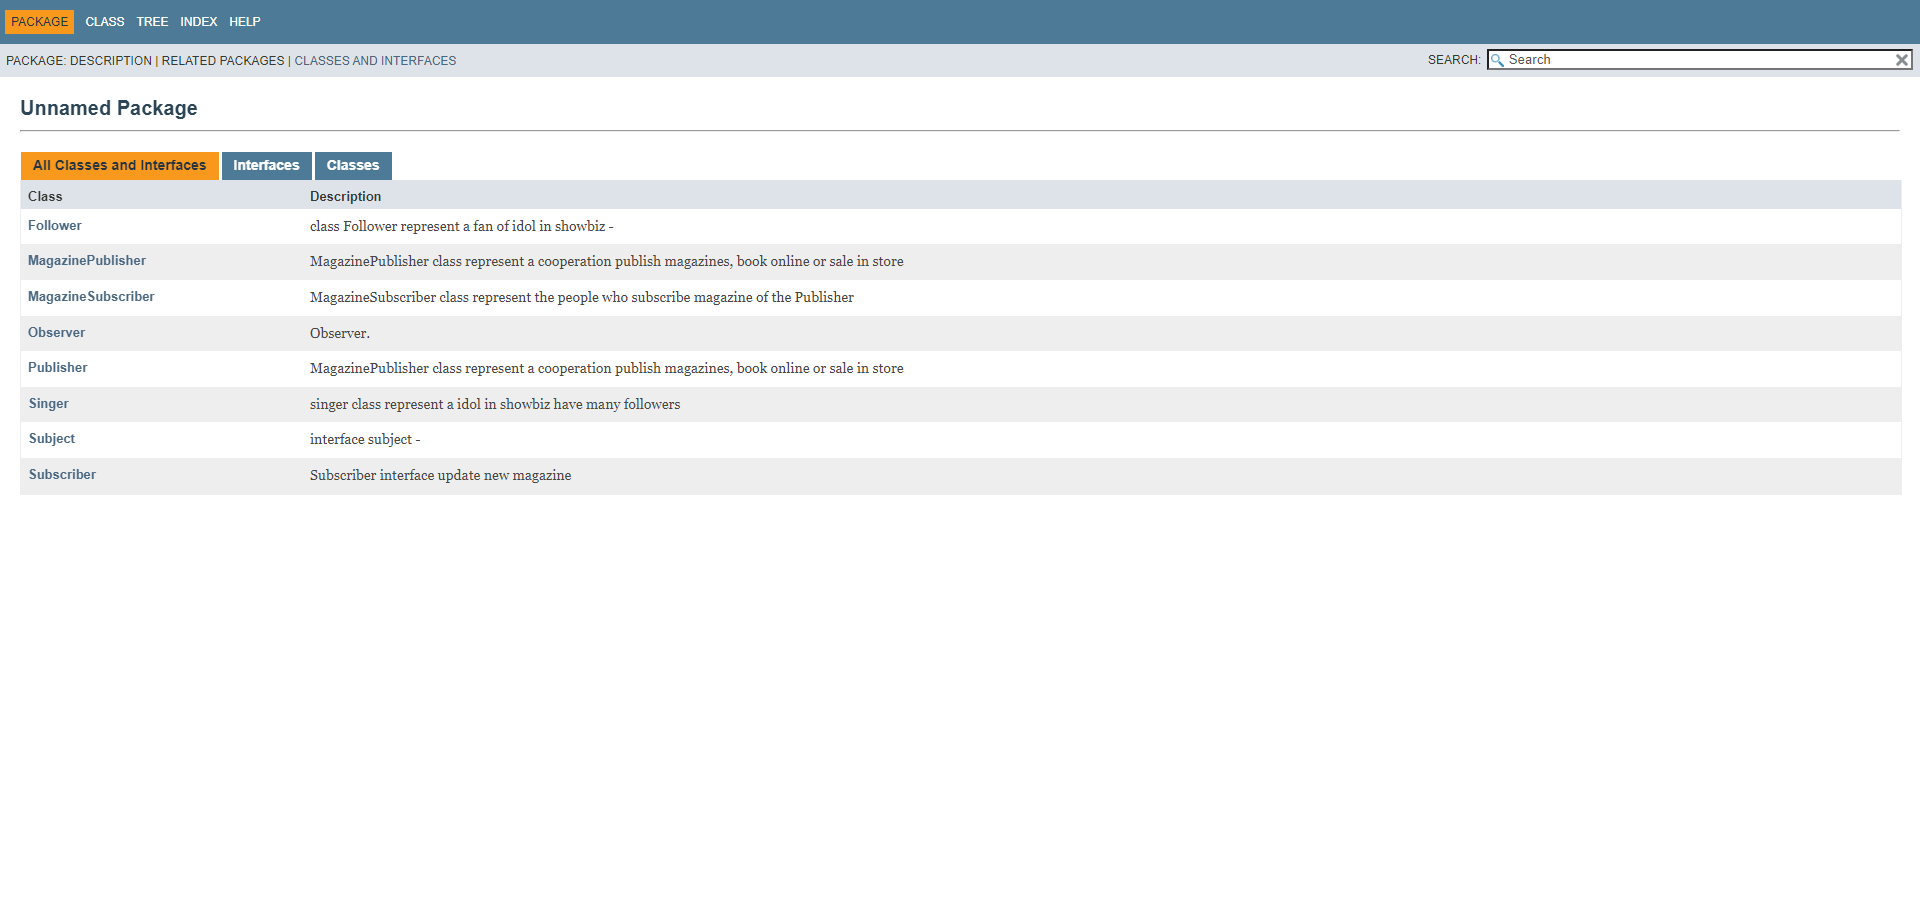 PACKAGE CLASS TREE INDEX HELP
PACKAGE: DESCRIPTION | RELATED PACKAGES | CLASSES AND INTERFACES SEARCH: Search
Unnamed Package
All Classes and Interfaces Interfaces Classes
Class Description
Follower class Follower represent a fan of idol in showbiz -
MagazinePublisher MagazinePublisher class represent a cooperation publish magazines, book online or sale in store
MagazineSubscriber MagazineSubscriber class represent the people who subscribe magazine of the Publisher
Observer Observer.
Publisher MagazinePublisher class represent a cooperation publish magazines, book online or sale in store
Singer singer class represent a idol in showbiz have many followers
Subject interface subject -
Subscriber Subscriber interface update new magazine